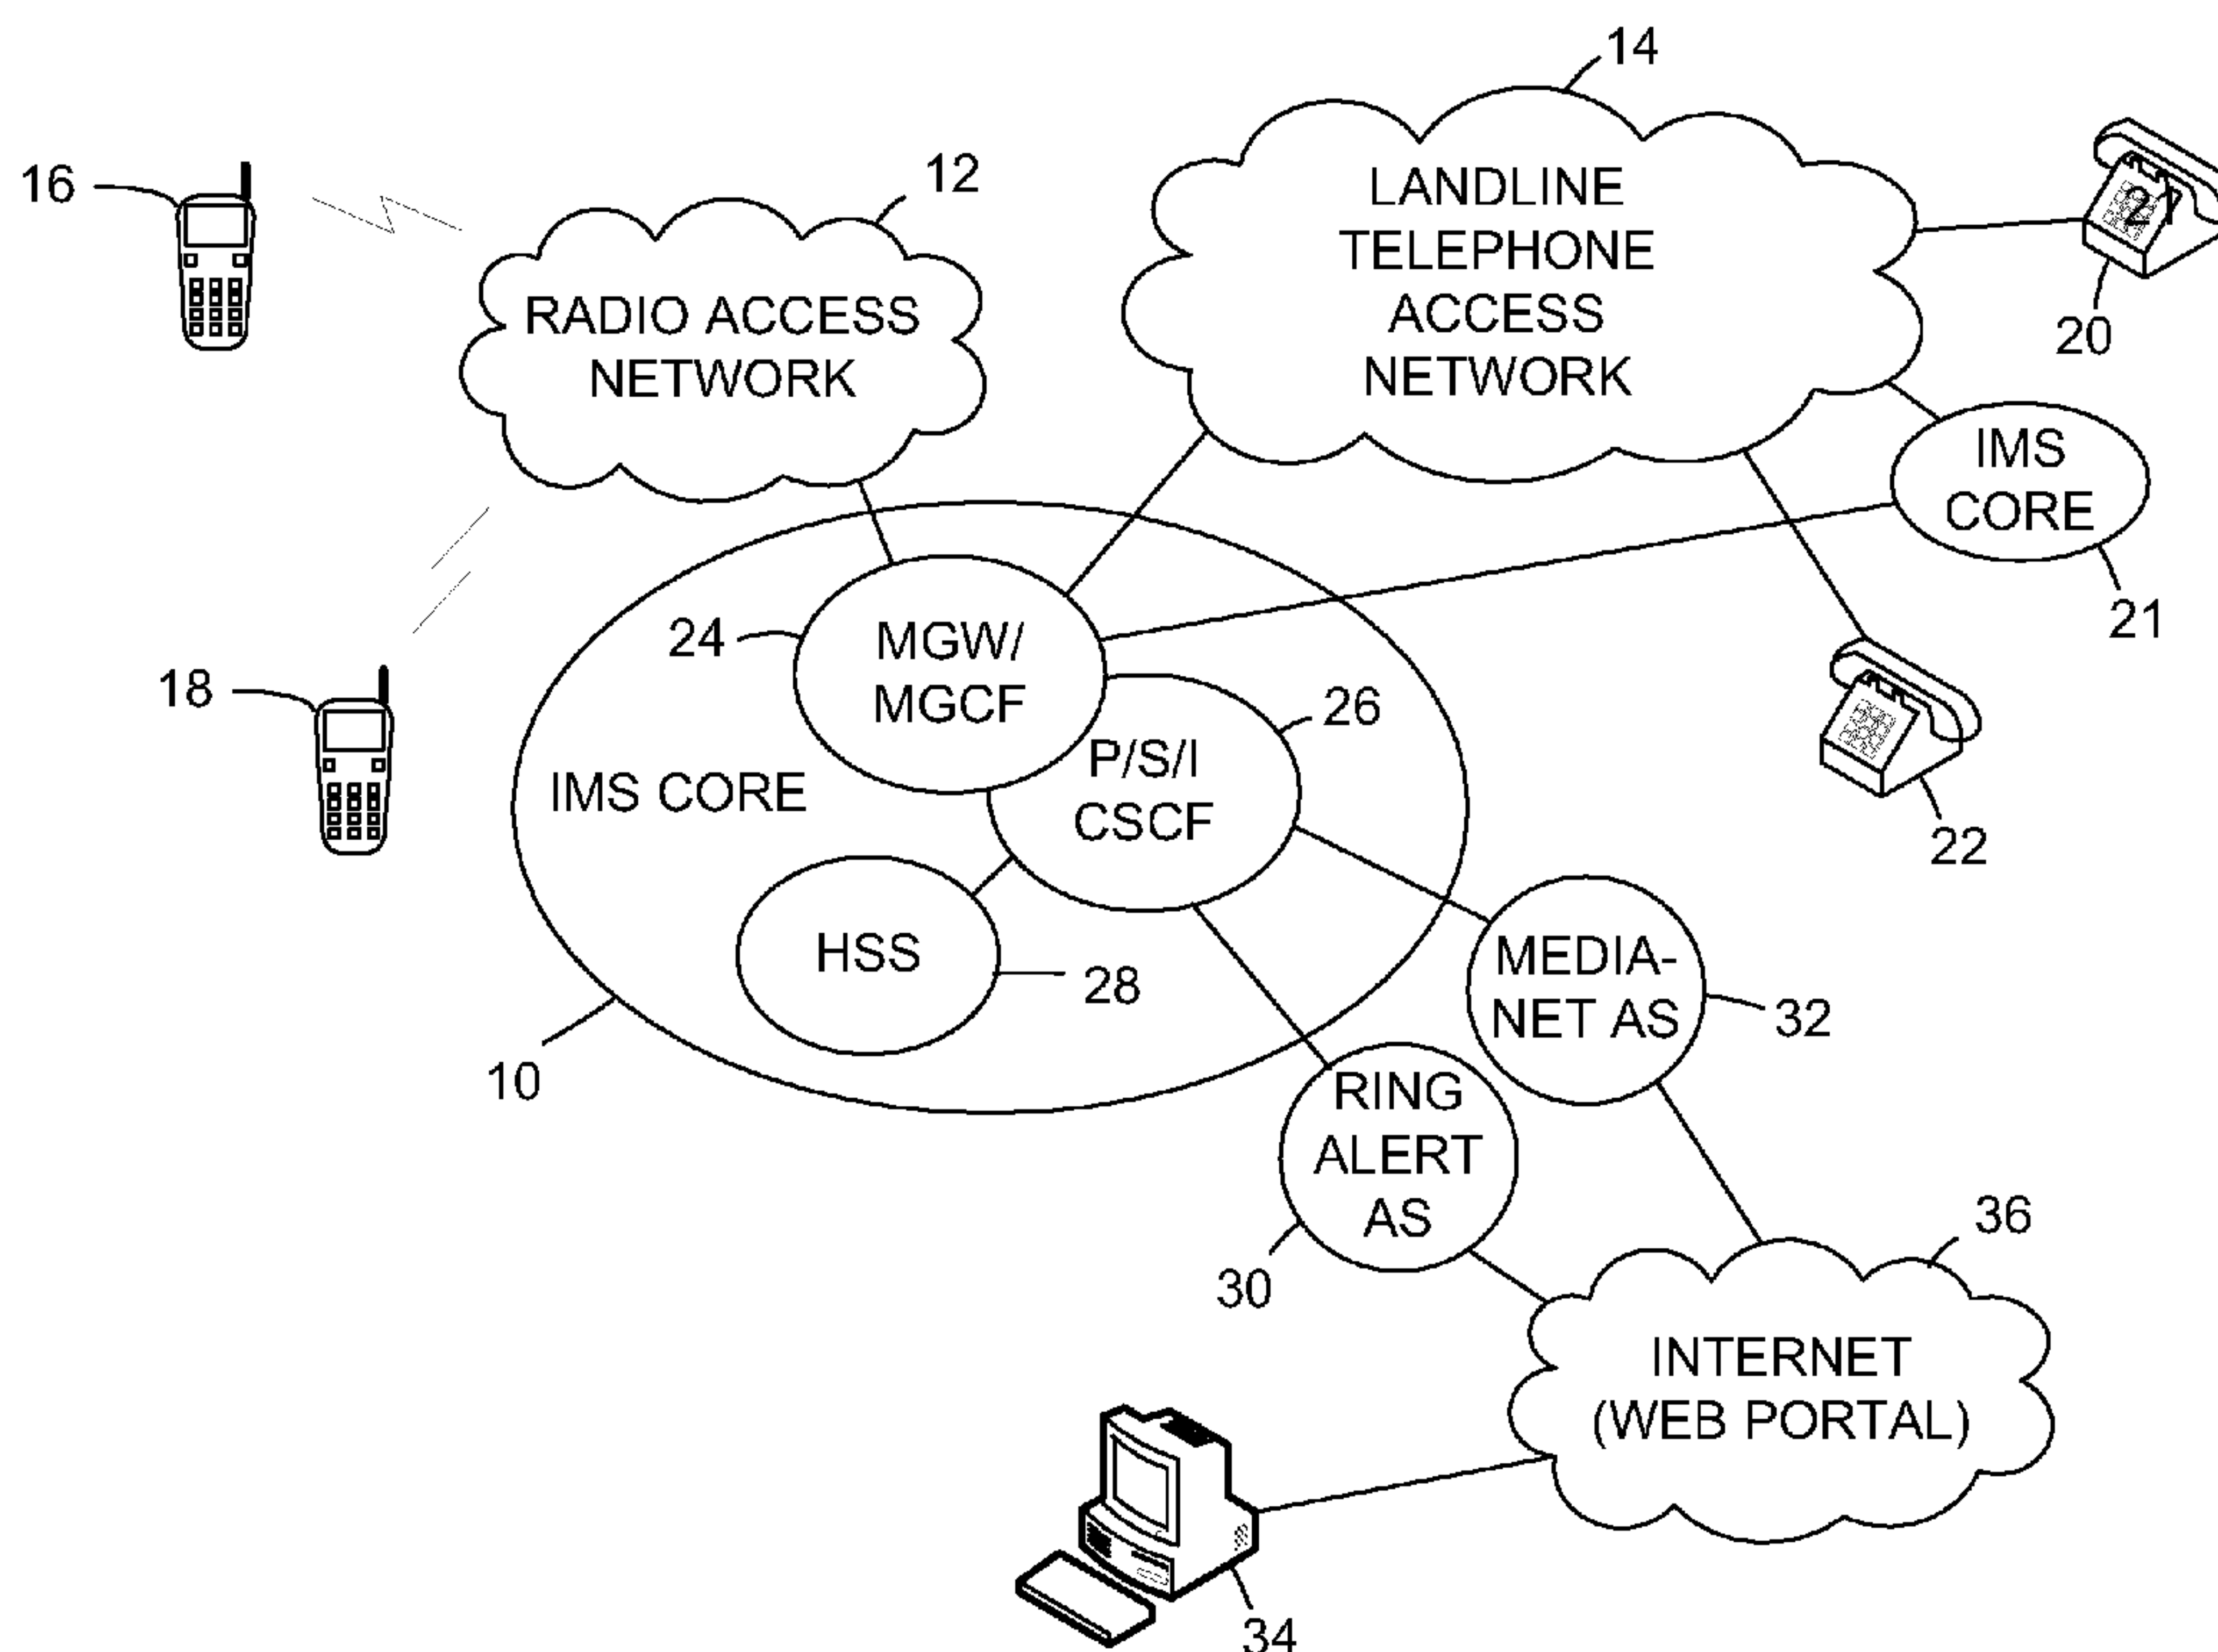 14
16
12
LANDLINE
TELEPHONE
ACCESS
NETWORK
RADIO ACCESS
NETWORK
20
IMS
CORE
21
24
MGW/
MGCF
18
26
P/S/I
CSCF
IMS CORE
22
HSS
28
MEDIA-
NET AS
32
10
RING
ALERT
AS
30
36
INTERNET
(WEB PORTAL)
34